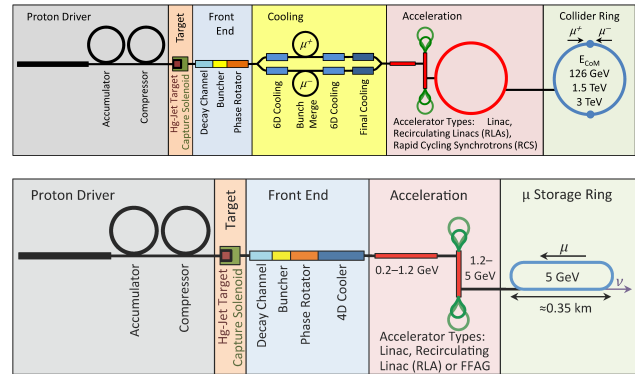 Proton Driver
Accumulator
Compressor
Target
Hg-Jet Target
Capture Solenoid
Front
End
Decay Channel
Buncher
Phase Rotator
Cooling
μ+
μ−
6D Cooling
Bunch
Merge
6D Cooling
Final Cooling
Acceleration
Accelerator Types: Linac,
Recirculating Linacs (RLAs),
Rapid Cycling Synchrotrons (RCS)
Collider Ring
μ+ μ−
ECoM
126 GeV
1.5 TeV
3 TeV
Proton Driver
Accumulator
Compressor
Target
Hg-Jet Target
Capture Solenoid
Front End
Decay Channel
Buncher
Phase Rotator
4D Cooler
Acceleration
0.2–1.2 GeV
1.2–
5 GeV
Accelerator Types:
Linac, Recirculating
Linac (RLA) or FFAG
μ Storage Ring
μ
5 GeV
ν
≈0.35 km